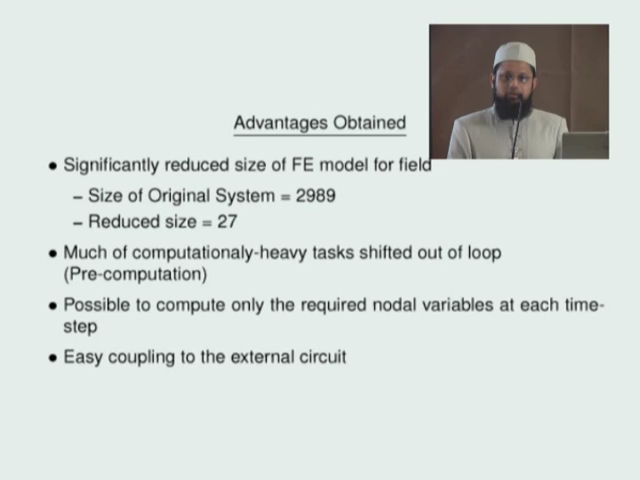 Advantages Obtained
• Significantly reduced size of FE model for field
– Size of Original System = 2989
– Reduced size = 27
• Much of computationaly-heavy tasks shifted out of loop
(Pre-computation)
• Possible to compute only the required nodal variables at each time-
step
• Easy coupling to the external circuit